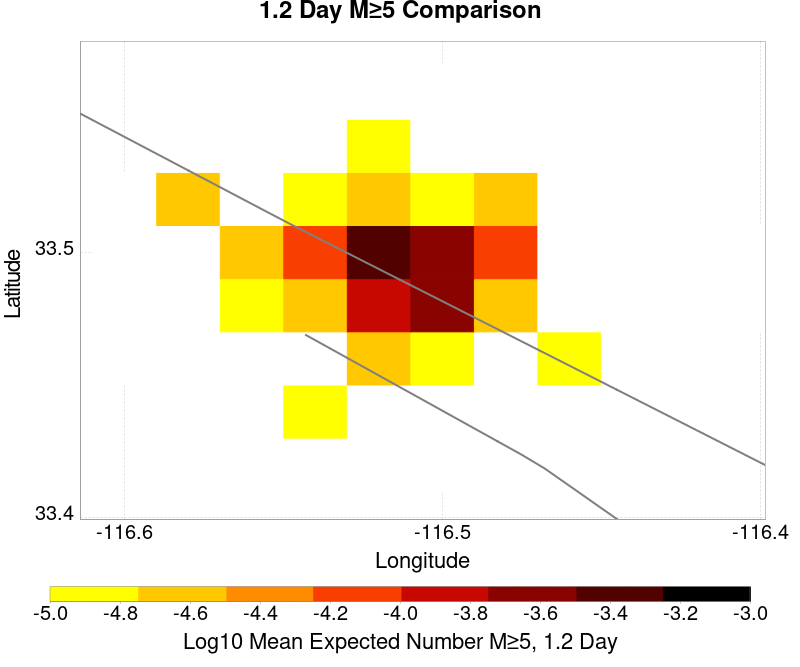 1.2 Day M≥5 Comparison
Latitude
33.5
33.4
-116.6 -116.5 -116.4
Longitude
-5.0 -4.8 -4.6 -4.4 -4.2 -4.0 -3.8 -3.6 -3.4 -3.2 -3.0
Log10 Mean Expected Number M≥5, 1.2 Day